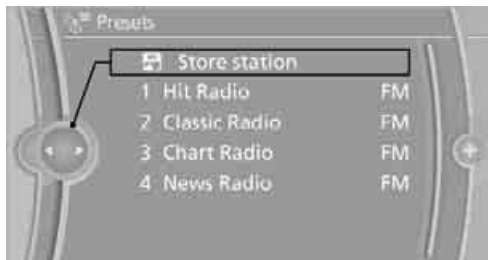 Presets
Store station
1 Hit Radio FM
2 Classic Radio FM
3 Chart Radio FM
4 News Radio FM